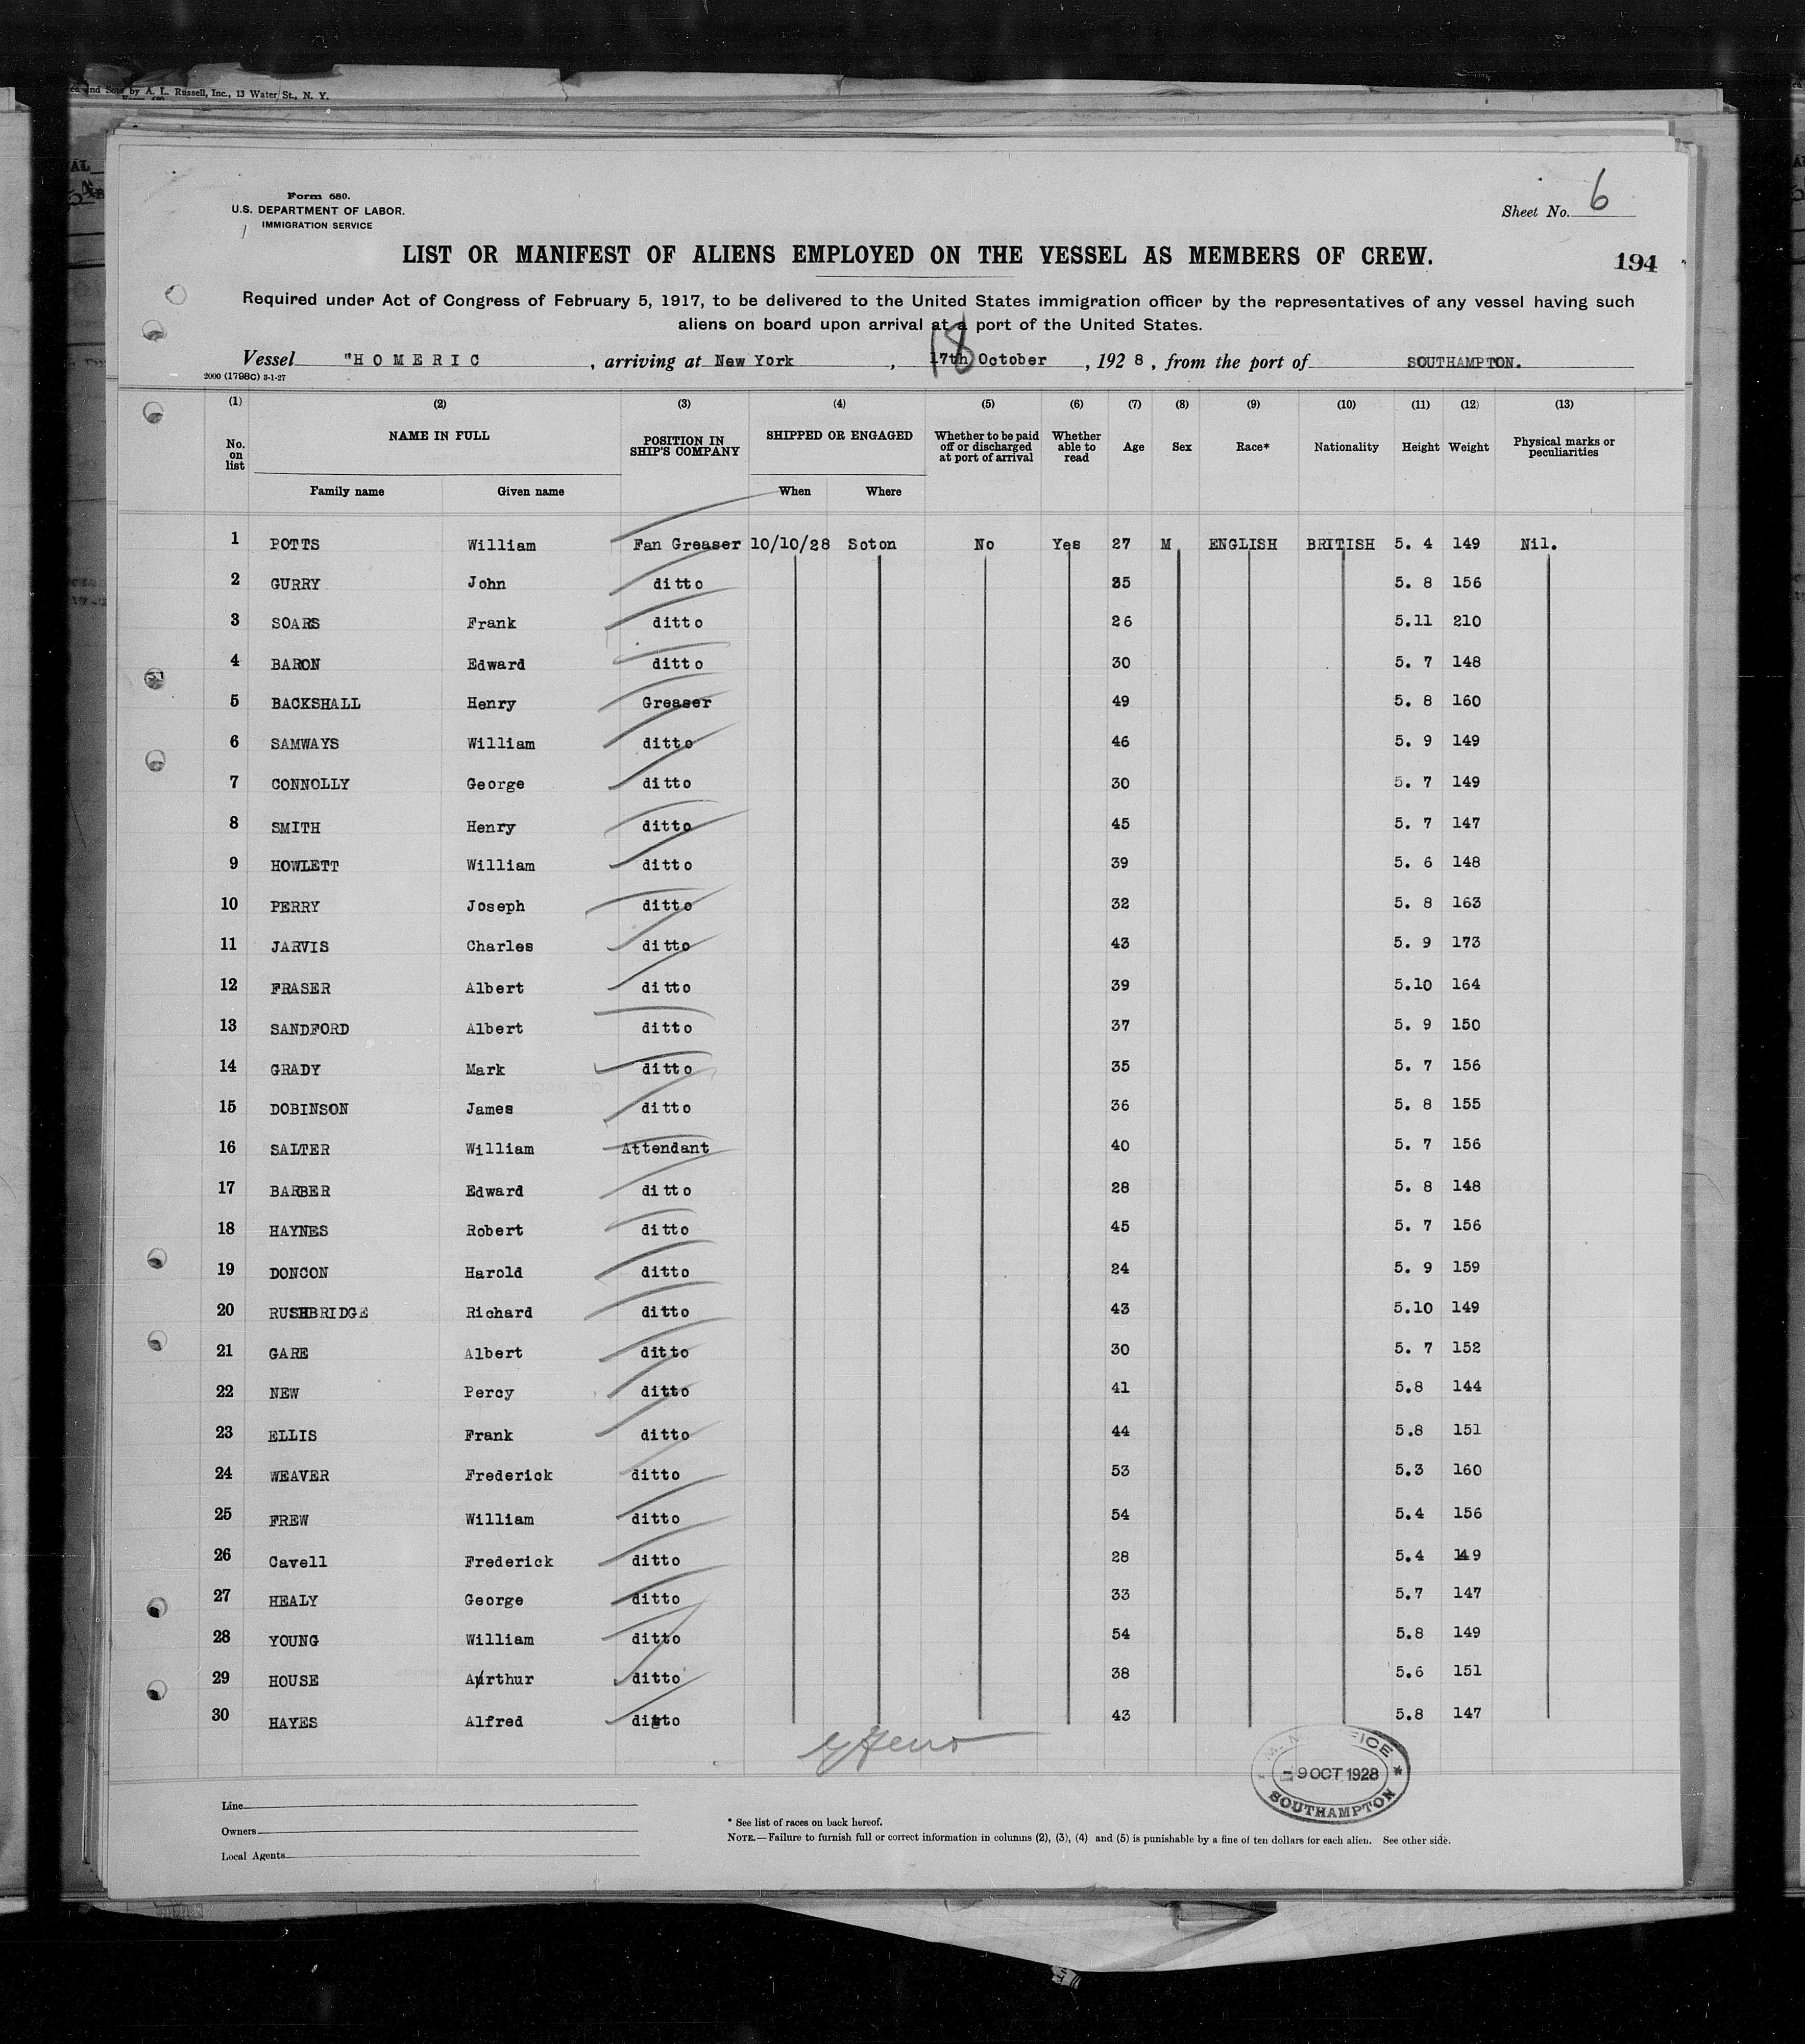 ed and Sold by A. L. Russell, Inc., 13 Water St., N. Y.
Form 680.
U.S. DEPARTMENT OF LABOR.
IMMIGRATION SERVICE
Sheet No. 6
LIST OR MANIFEST OF ALIENS EMPLOYED ON THE VESSEL AS MEMBERS OF CREW.
194
Required under Act of Congress of February 5, 1917, to be delivered to the United States immigration officer by the representatives of any vessel having such
aliens on board upon arrival at a port of the United States.
18
Vessel "HOMERIC , arriving at New York , 17th October , 1928 , from the port of SOUTHAMPTON.
2000 (1798c) 3-1-27
(1) (2) (3) (4) (5) (6) (7) (8) (9) (10) (11) (12) (13)
No. on list NAME IN FULL POSITION IN SHIP'S COMPANY SHIPPED OR ENGAGED Whether to be paid off or discharged at port of arrival Whether able to read Age Sex Race* Nationality Height Weight Physical marks or peculiarities
Family name Given name When Where
1 POTTS William Fan Greaser 10/10/28 Soton No Yes 27 M ENGLISH BRITISH 5. 4 149 Nil.
2 GURRY John ditto 35 5. 8 156
3 SOARS Frank ditto 26 5.11 210
4 BARON Edward ditto 30 5. 7 148
5 BACKSHALL Henry Greaser 49 5. 8 160
6 SAMWAYS William ditto 46 5. 9 149
7 CONNOLLY George ditto 30 5. 7 149
8 SMITH Henry ditto 45 5. 7 147
9 HOWLETT William ditto 39 5. 6 148
10 PERRY Joseph ditto 32 5. 8 163
11 JARVIS Charles ditto 43 5. 9 173
12 FRASER Albert ditto 39 5.10 164
13 SANDFORD Albert ditto 37 5. 9 150
14 GRADY Mark ditto 35 5. 7 156
15 DOBINSON James ditto 36 5. 8 155
16 SALTER William Attendant 40 5. 7 156
17 BARBER Edward ditto 28 5. 8 148
18 HAYNES Robert ditto 45 5. 7 156
19 DONCON Harold ditto 24 5. 9 159
20 RUSHBRIDGE Richard ditto 43 5.10 149
21 GARE Albert ditto 30 5. 7 152
22 NEW Percy ditto 41 5.8 144
23 ELLIS Frank ditto 44 5.8 151
24 WEAVER Frederick ditto 53 5.3 160
25 FREW William ditto 54 5.4 156
26 Cavell Frederick ditto 28 5.4 149
27 HEALY George ditto 33 5.7 147
28 YOUNG William ditto 54 5.8 149
29 HOUSE Arthur ditto 38 5.6 151
30 HAYES Alfred ditto 43 5.8 147
9 OCT 1928
SOUTHAMPTON
Line
Owners
Local Agents
* See list of races on back hereof.
NOTE.—Failure to furnish full or correct information in columns (2), (3), (4) and (5) is punishable by a fine of ten dollars for each alien. See other side.